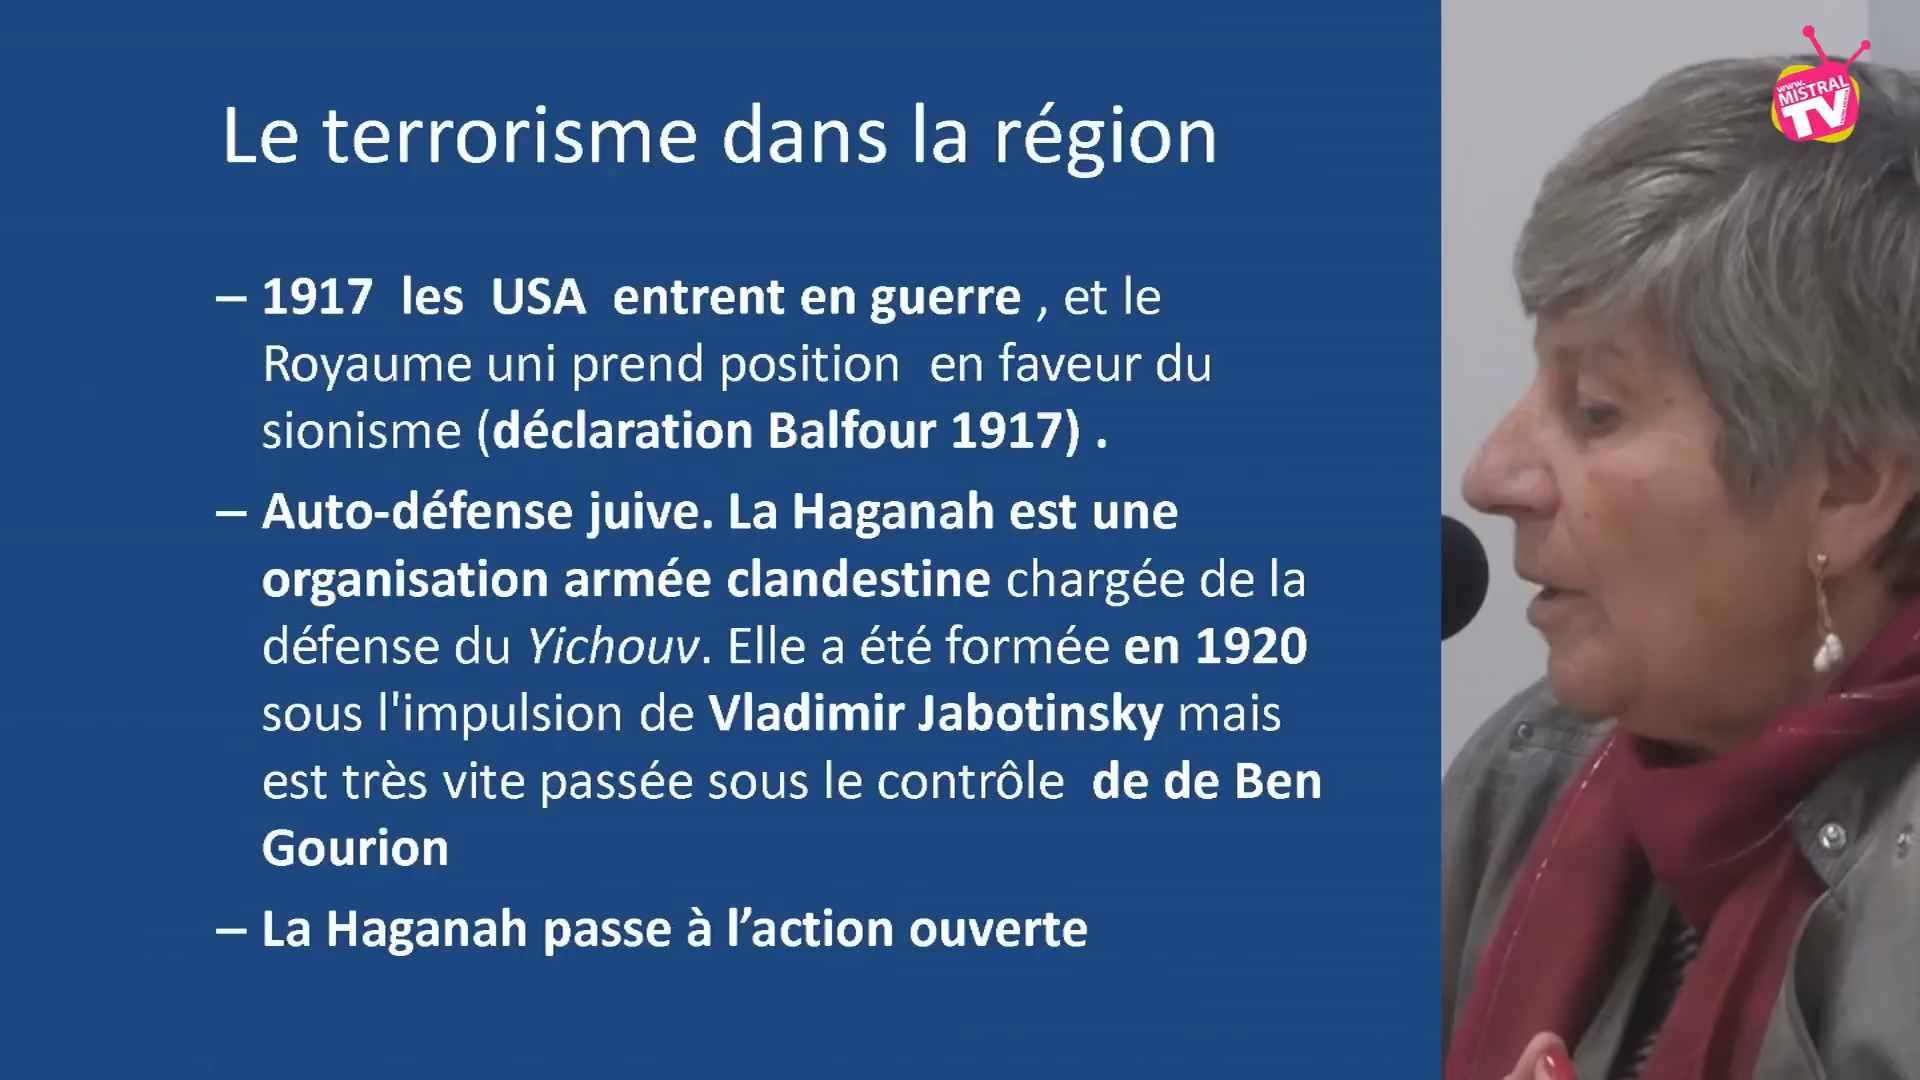 www.
MISTRAL
TV
Le terrorisme dans la région
– 1917 les USA entrent en guerre , et le
Royaume uni prend position en faveur du
sionisme (déclaration Balfour 1917) .
– Auto-défense juive. La Haganah est une
organisation armée clandestine chargée de la
défense du Yichouv. Elle a été formée en 1920
sous l'impulsion de Vladimir Jabotinsky mais
est très vite passée sous le contrôle de de Ben
Gourion
– La Haganah passe à l’action ouverte